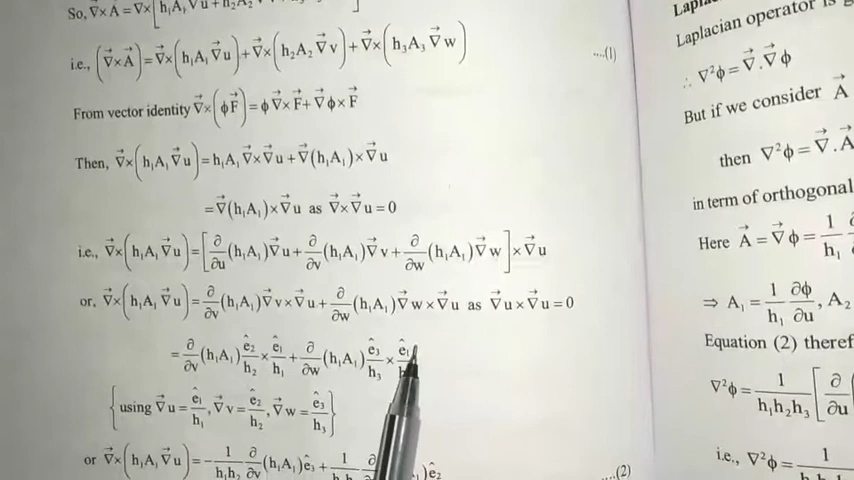 So, ∇⃗×A⃗ = ∇⃗×[h₁A₁∇⃗u + h₂A₂
i.e., (∇⃗×A⃗) = ∇⃗×(h₁A₁∇⃗u) + ∇⃗×(h₂A₂∇⃗v) + ∇⃗×(h₃A₃∇⃗w) ....(1)
From vector identity ∇⃗×(ϕF⃗) = ϕ∇⃗×F⃗ + ∇⃗ϕ×F⃗
Then, ∇⃗×(h₁A₁∇⃗u) = h₁A₁∇⃗×∇⃗u + ∇⃗(h₁A₁)×∇⃗u
= ∇⃗(h₁A₁)×∇⃗u as ∇⃗×∇⃗u = 0
i.e., ∇⃗×(h₁A₁∇⃗u) = [∂/∂u (h₁A₁)∇⃗u + ∂/∂v (h₁A₁)∇⃗v + ∂/∂w (h₁A₁)∇⃗w] × ∇⃗u
or, ∇⃗×(h₁A₁∇⃗u) = ∂/∂v (h₁A₁)∇⃗v×∇⃗u + ∂/∂w (h₁A₁)∇⃗w×∇⃗u as ∇⃗u×∇⃗u = 0
= ∂/∂v (h₁A₁) ê₂/h₂ × ê₁/h₁ + ∂/∂w (h₁A₁) ê₃/h₃ × ê₁
{using ∇⃗u = ê₁/h₁, ∇⃗v = ê₂/h₂, ∇⃗w = ê₃/h₃}
or ∇⃗×(h₁A₁∇⃗u) = − 1/h₁h₂ ∂/∂v (h₁A₁)ê₃ + )ê₂ ....(2)
Laplacian operator is
∴ ∇²ϕ = ∇⃗.∇⃗ϕ
But if we consider A⃗
then ∇²ϕ = ∇⃗.A⃗
in term of orthogonal
Here A⃗ = ∇⃗ϕ = 1/h₁
⇒ A₁ = 1/h₁ ∂ϕ/∂u, A₂
Equation (2)
∇²ϕ = 1/h₁h₂h₃ [∂/∂u
i.e., ∇²ϕ = 1